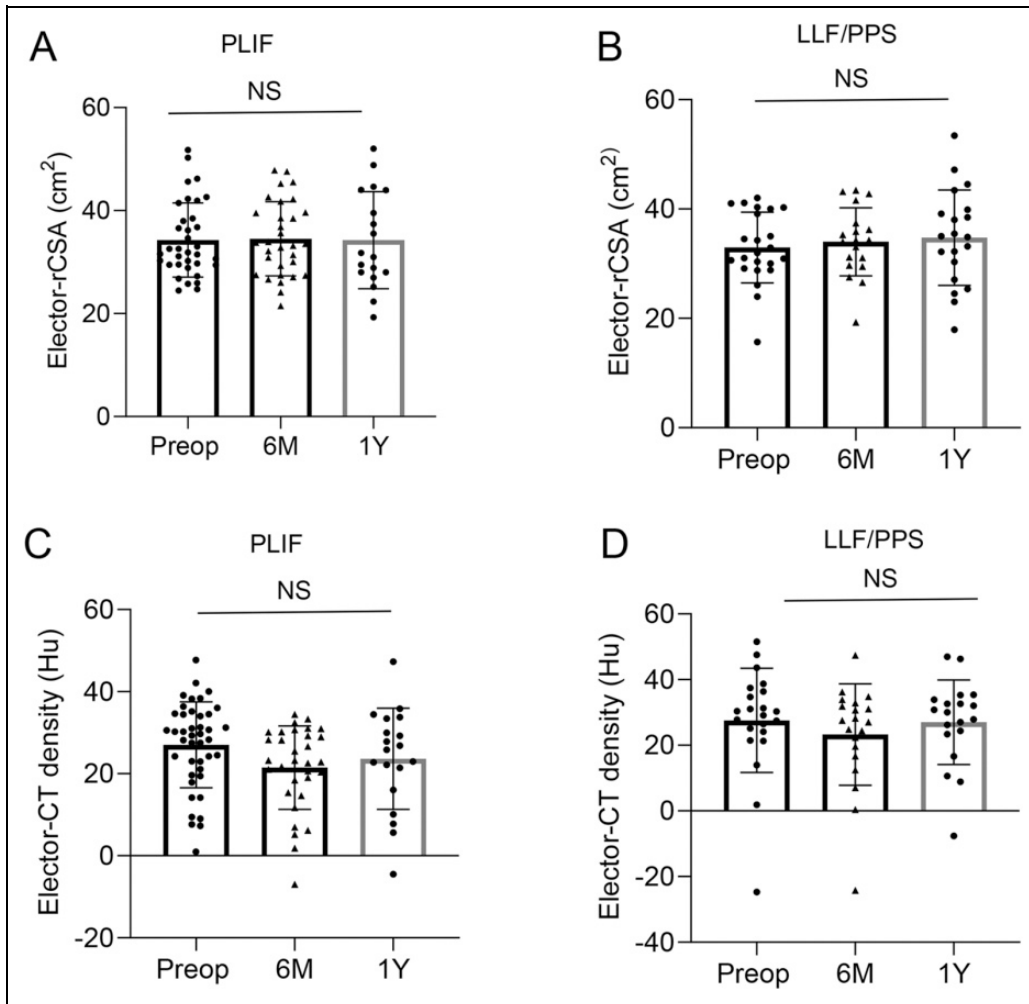 A
PLIF
NS
Elector-rCSA (cm²)
60
40
20
0
Preop 6M 1Y
B
LLF/PPS
NS
Elector-rCSA (cm²)
60
40
20
0
Preop 6M 1Y
C
PLIF
NS
Elector-CT density (Hu)
60
40
20
0
-20
Preop 6M 1Y
D
LLF/PPS
NS
Elector-CT density (Hu)
60
40
20
0
-20
-40
Preop 6M 1Y